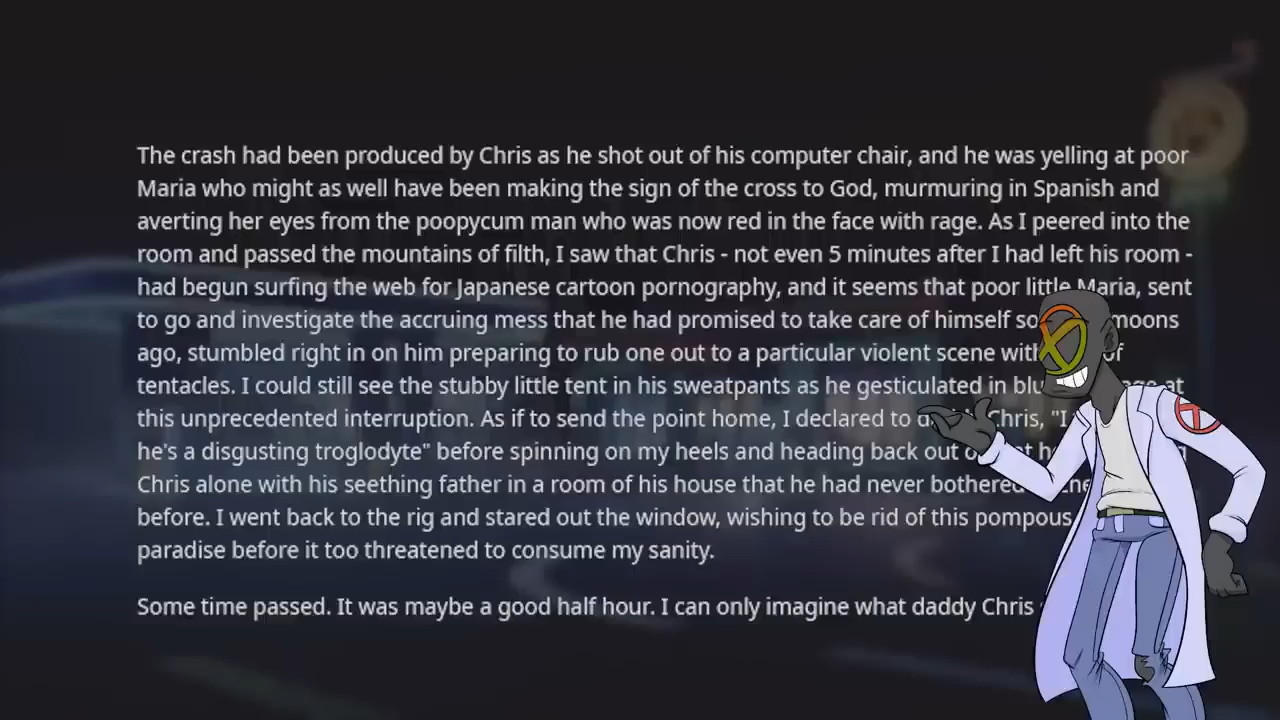 The crash had been produced by Chris as he shot out of his computer chair, and he was yelling at poor
Maria who might as well have been making the sign of the cross to God, murmuring in Spanish and
averting her eyes from the poopycum man who was now red in the face with rage. As I peered into the
room and passed the mountains of filth, I saw that Chris - not even 5 minutes after I had left his room -
had begun surfing the web for Japanese cartoon pornography, and it seems that poor little Maria, sent
to go and investigate the accruing mess that he had promised to take care of himself so moons
ago, stumbled right in on him preparing to rub one out to a particular violent scene with of
tentacles. I could still see the stubby little tent in his sweatpants as he gesticulated in at
this unprecedented interruption. As if to send the point home, I declared to Chris, "I
he's a disgusting troglodyte" before spinning on my heels and heading back out
Chris alone with his seething father in a room of his house that he had never bothered
before. I went back to the rig and stared out the window, wishing to be rid of this pompous
paradise before it too threatened to consume my sanity.
Some time passed. It was maybe a good half hour. I can only imagine what daddy Chris